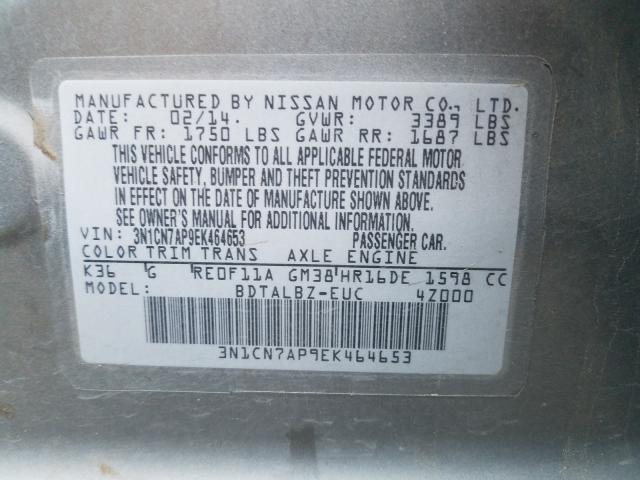 MANUFACTURED BY NISSAN MOTOR CO., LTD.
DATE: 02/14. GVWR: 3389 LBS
GAWR FR: 1750 LBS GAWR RR: 1687 LBS
THIS VEHICLE CONFORMS TO ALL APPLICABLE FEDERAL MOTOR
VEHICLE SAFETY, BUMPER AND THEFT PREVENTION STANDARDS
IN EFFECT ON THE DATE OF MANUFACTURE SHOWN ABOVE.
SEE OWNER'S MANUAL FOR ADDITIONAL INFORMATION.
VIN: 3N1CN7AP9EK464653 PASSENGER CAR.
COLOR TRIM TRANS AXLE ENGINE
K36 G RE0F11A GM38 HR16DE 1598 CC
BDTALBZ-EUC 4Z000
3N1CN7AP9EK464653